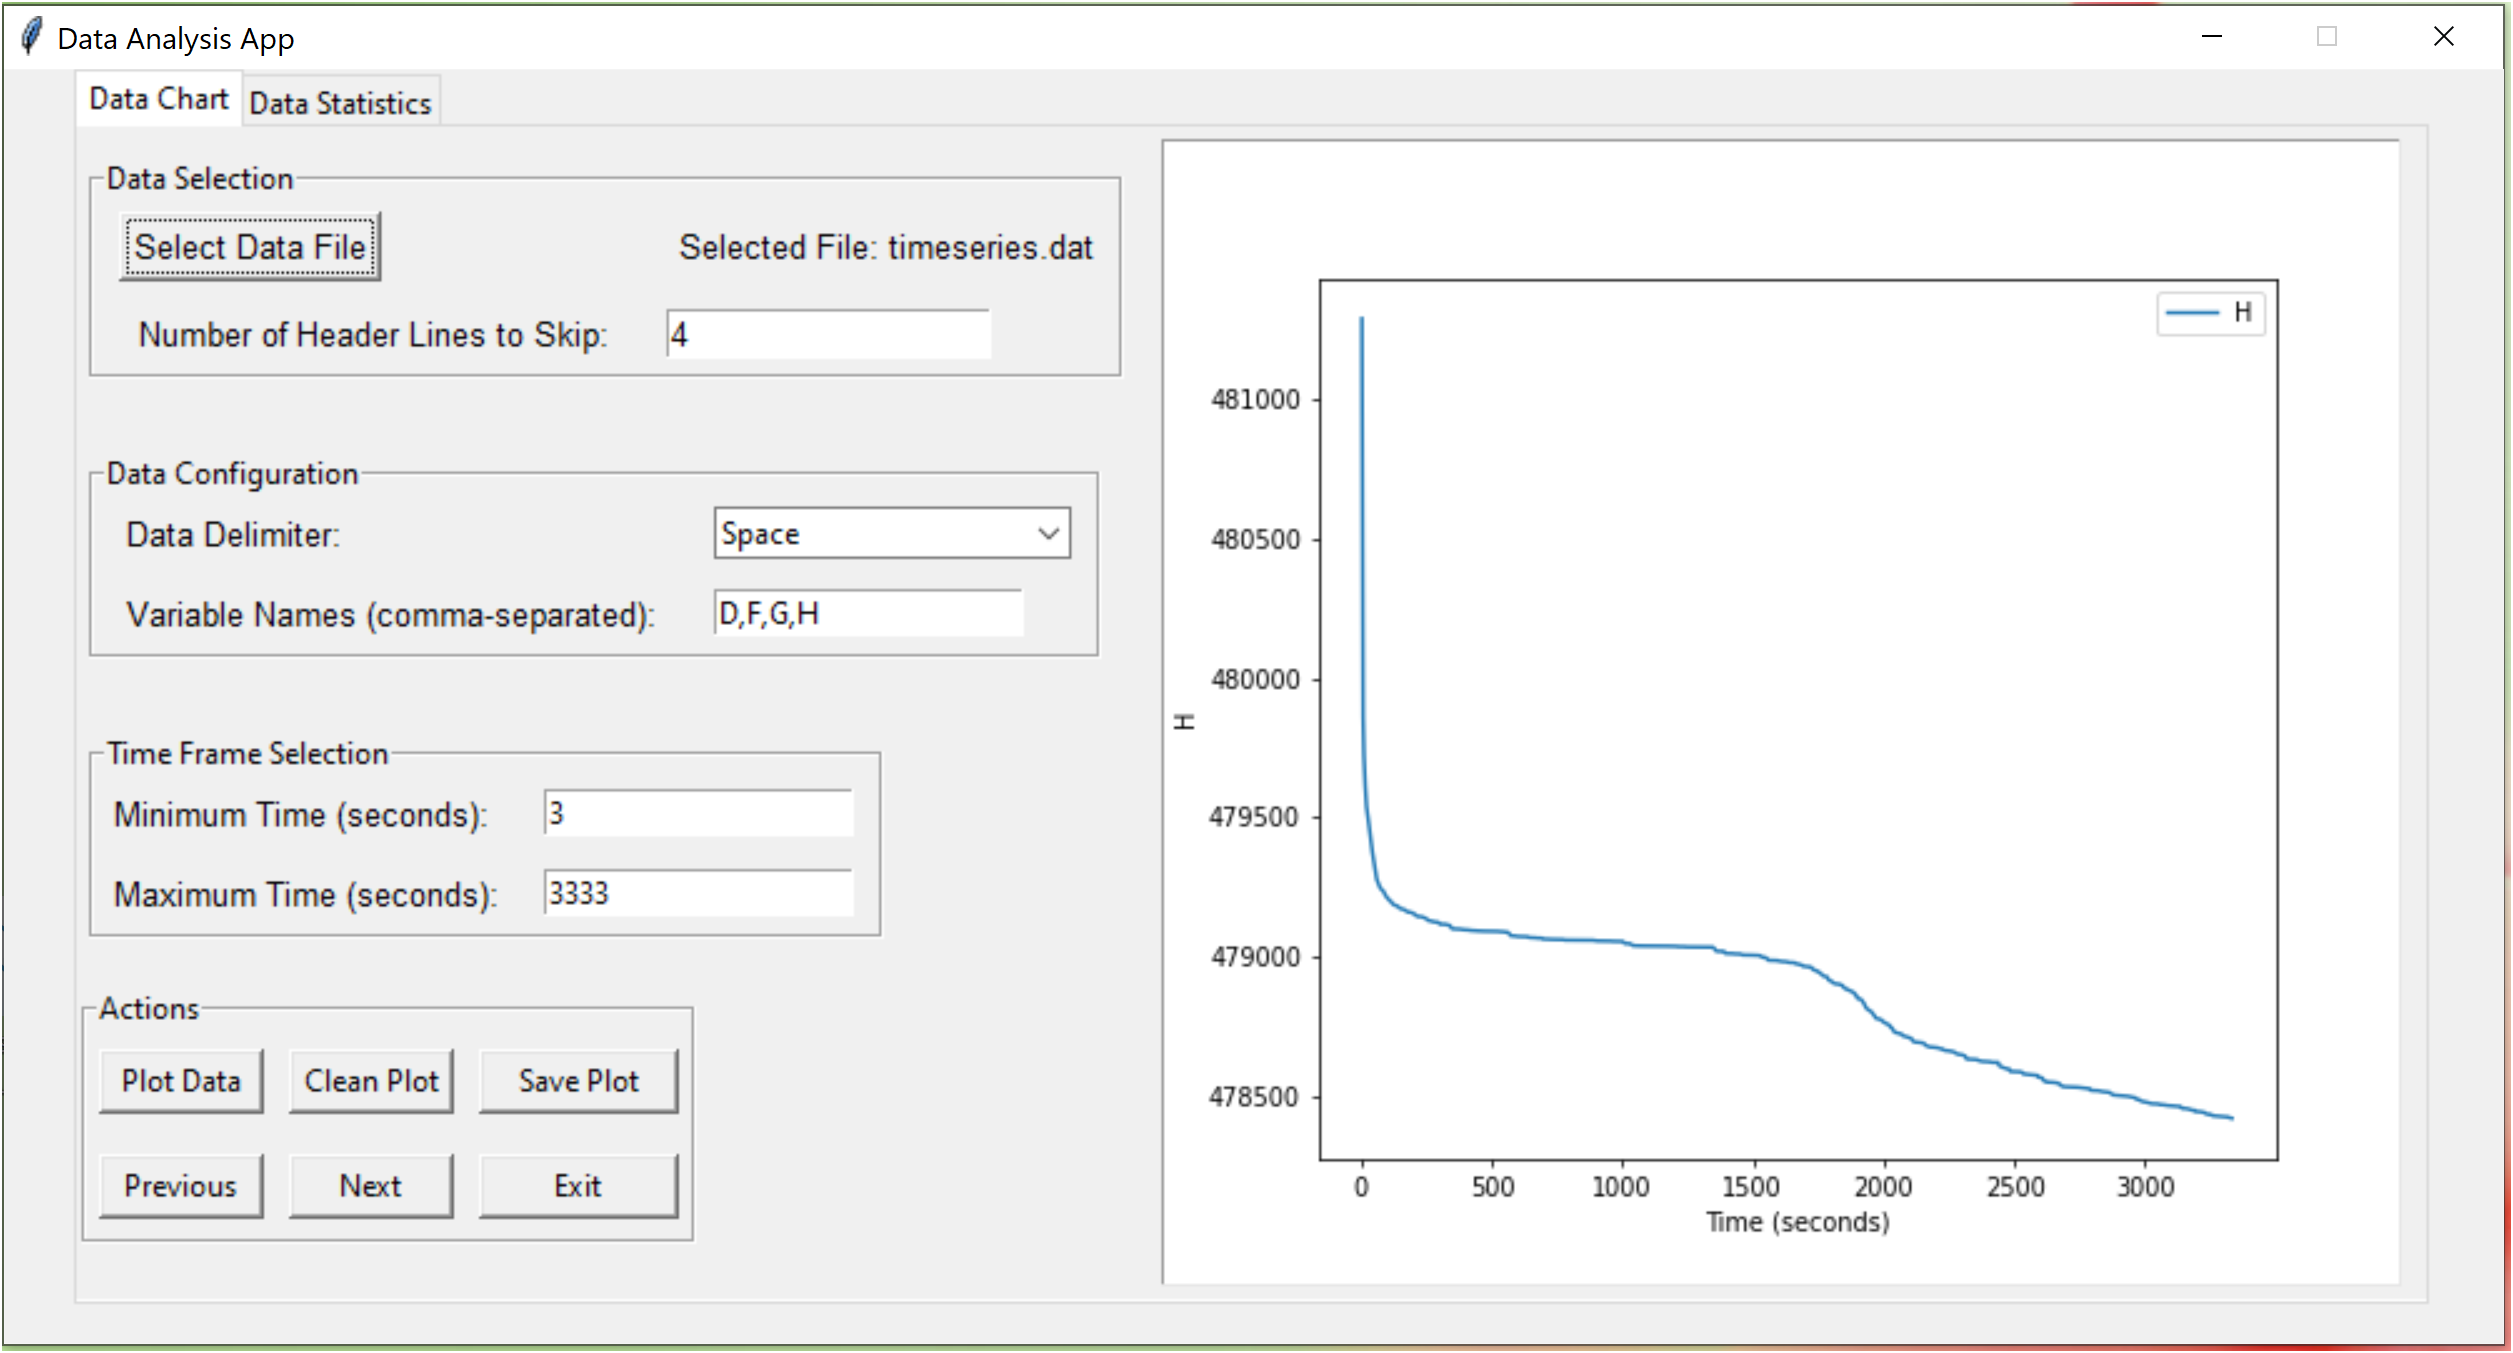 Data Analysis App
Data Chart
Data Statistics
Data Selection
Select Data File
Selected File: timeseries.dat
Number of Header Lines to Skip:
4
Data Configuration
Data Delimiter:
Space
Variable Names (comma-separated):
D,F,G,H
Time Frame Selection
Minimum Time (seconds):
3
Maximum Time (seconds):
3333
Actions
Plot Data
Clean Plot
Save Plot
Previous
Next
Exit
H
481000
480500
480000
479500
479000
478500
H
0
500
1000
1500
2000
2500
3000
Time (seconds)